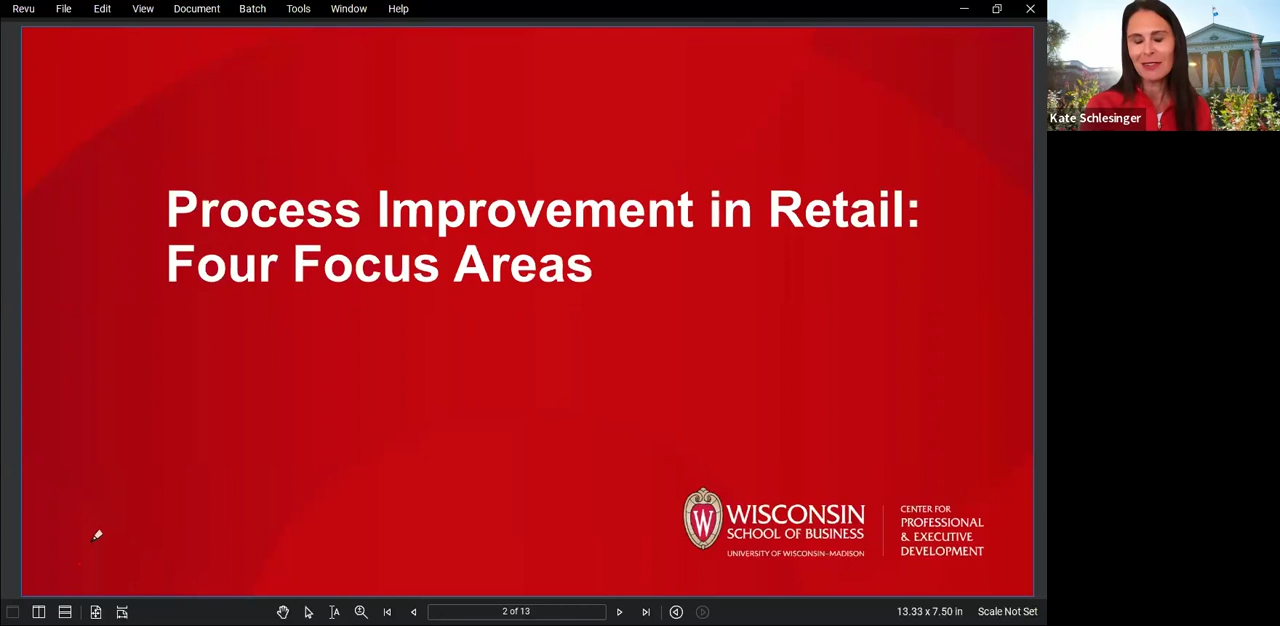 Revu File Edit View Document Batch Tools Window Help
Kate Schlesinger
Process Improvement in Retail:
Four Focus Areas
W
WISCONSIN
SCHOOL OF BUSINESS
UNIVERSITY OF WISCONSIN–MADISON
CENTER FOR
PROFESSIONAL
& EXECUTIVE
DEVELOPMENT
2 of 13
13.33 x 7.50 in
Scale Not Set